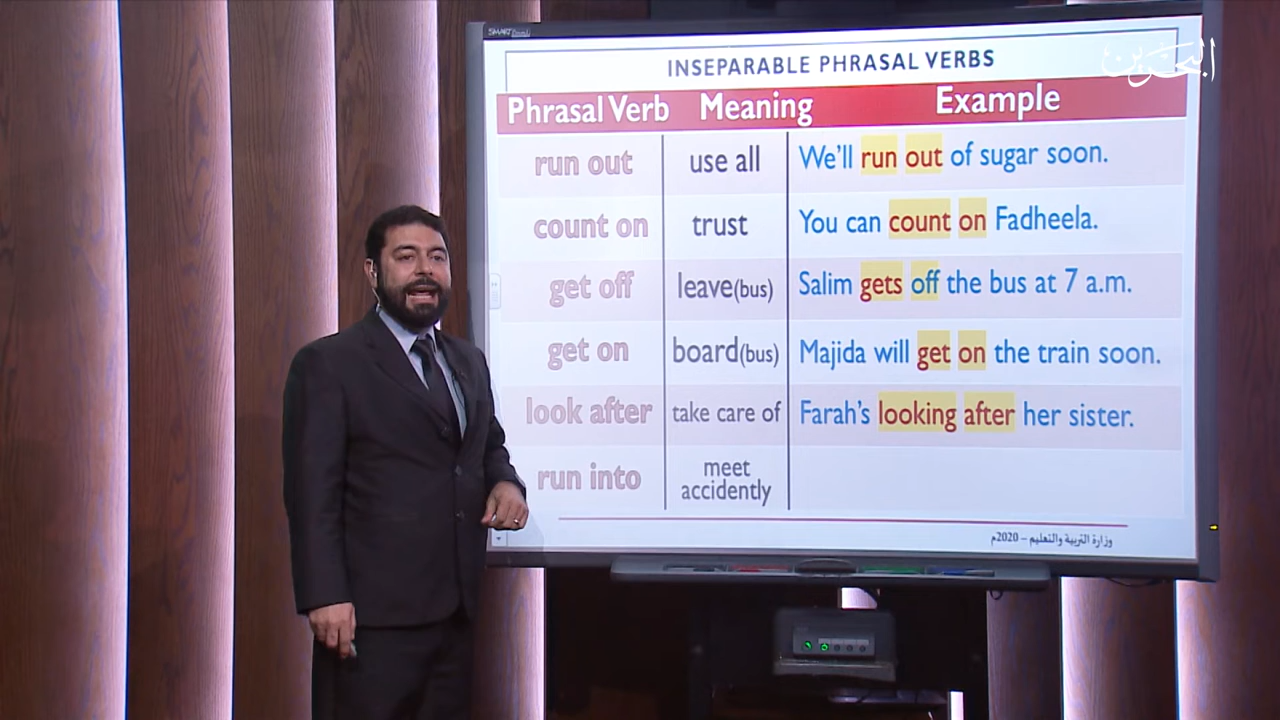 SMART
البحرين
INSEPARABLE PHRASAL VERBS
Phrasal Verb Meaning Example
run out use all We'll run out of sugar soon.
count on trust You can count on Fadheela.
get off leave(bus) Salim gets off the bus at 7 a.m.
get on board(bus) Majida will get on the train soon.
look after take care of Farah's looking after her sister.
run into meet
accidently
وزارة التربية والتعليم – 2020م